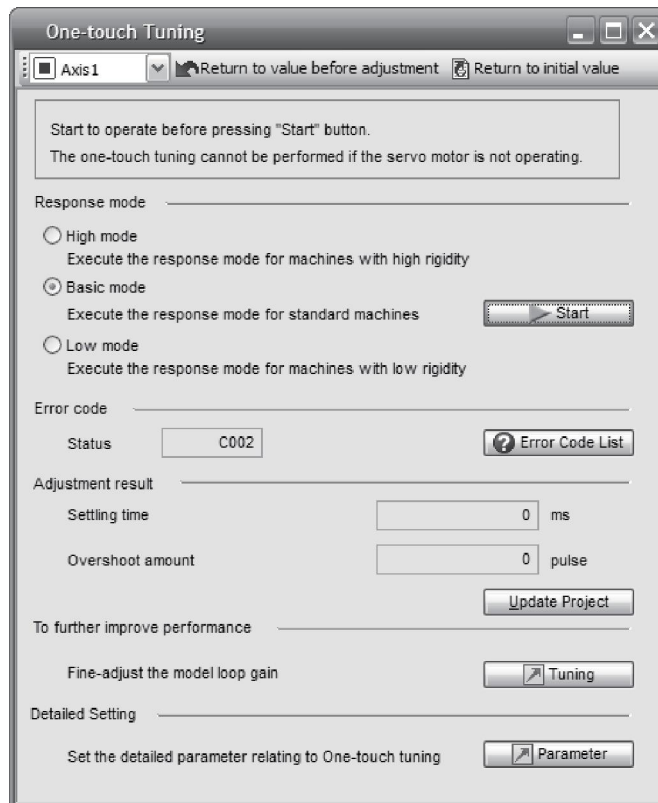 One-touch Tuning
Axis1 Return to value before adjustment Return to initial value
Start to operate before pressing "Start" button.
The one-touch tuning cannot be performed if the servo motor is not operating.
Response mode
High mode
Execute the response mode for machines with high rigidity
Basic mode
Execute the response mode for standard machines Start
Low mode
Execute the response mode for machines with low rigidity
Error code
Status C002 Error Code List
Adjustment result
Settling time 0 ms
Overshoot amount 0 pulse
Update Project
To further improve performance
Fine-adjust the model loop gain Tuning
Detailed Setting
Set the detailed parameter relating to One-touch tuning Parameter